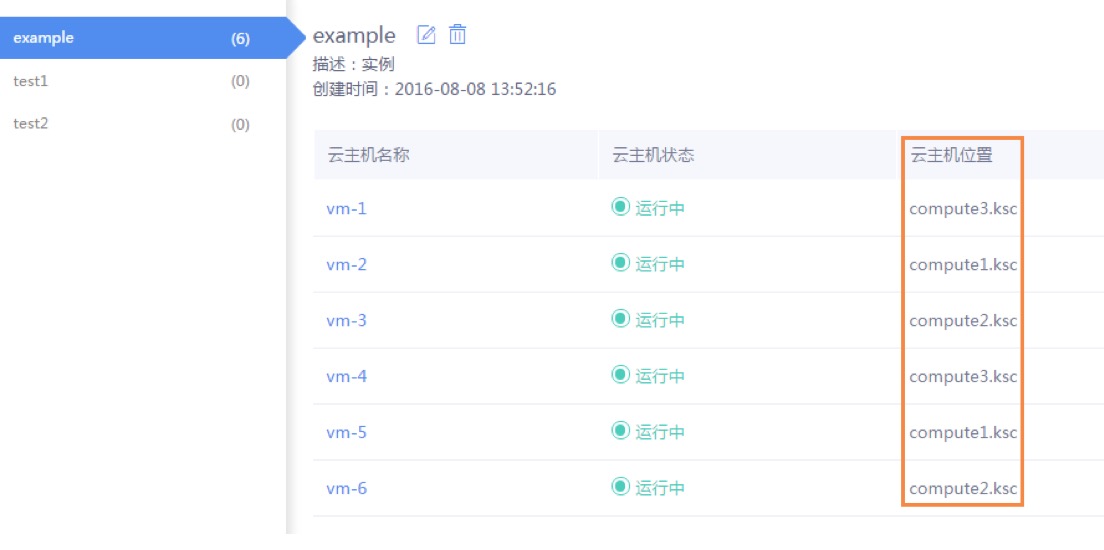 example (6)
test1 (0)
test2 (0)
example
描述：实例
创建时间：2016-08-08 13:52:16
云主机名称 云主机状态 云主机位置
vm-1 运行中 compute3.ksc
vm-2 运行中 compute1.ksc
vm-3 运行中 compute2.ksc
vm-4 运行中 compute3.ksc
vm-5 运行中 compute1.ksc
vm-6 运行中 compute2.ksc